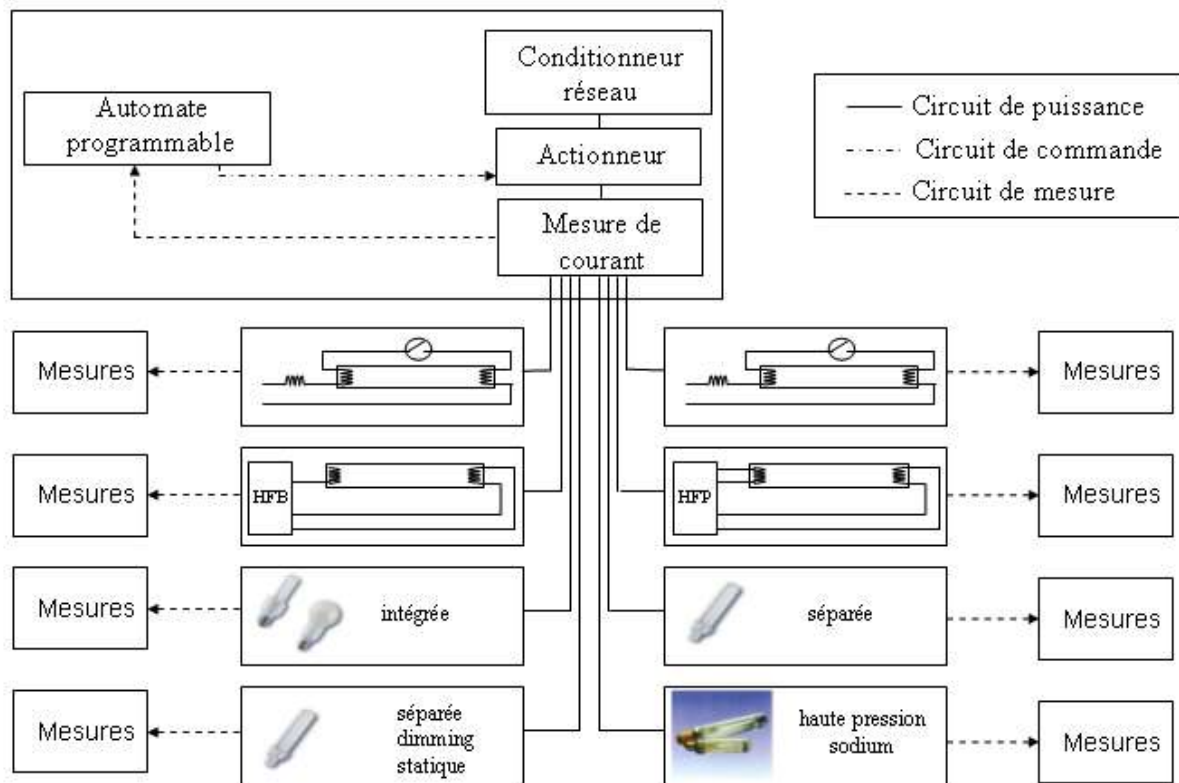 Conditionneur
réseau
Automate
programmable
Actionneur
Mesure de
courant
Circuit de puissance
Circuit de commande
Circuit de mesure
Mesures
Mesures
Mesures
HFB
HFP
Mesures
Mesures
intégrée
séparée
Mesures
Mesures
séparée
dimming
statique
haute pression
sodium
Mesures